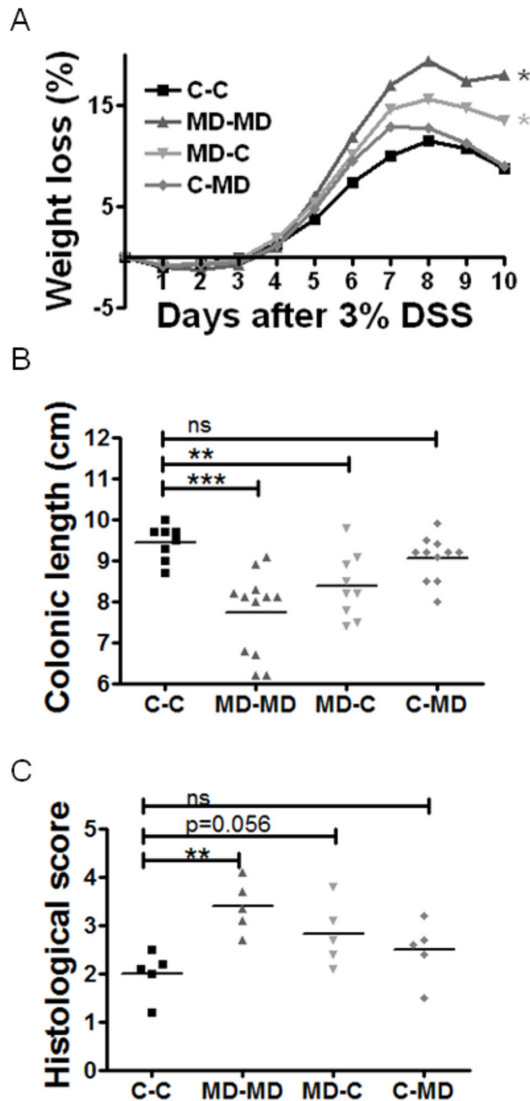 A
Weight loss (%)
15
5
-5
C-C
MD-MD
MD-C
C-MD
*
*
1 2 3 4 5 6 7 8 9 10
Days after 3% DSS
B
Colonic length (cm)
12
11
10
9
8
7
6
ns
**
***
C-C MD-MD MD-C C-MD
C
Histological score
5
4
3
2
1
0
ns
p=0.056
**
C-C MD-MD MD-C C-MD